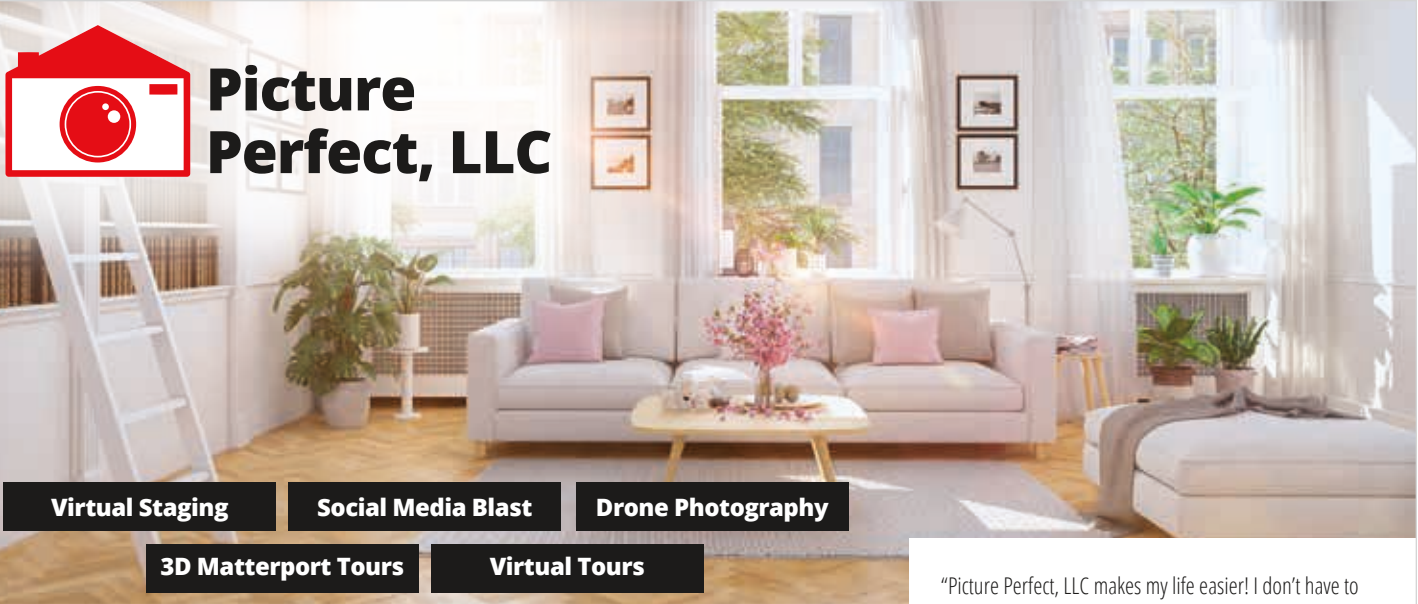 Picture
Perfect, LLC
Virtual Staging
Social Media Blast
Drone Photography
3D Matterport Tours
Virtual Tours
“Picture Perfect, LLC makes my life easier! I don’t have to